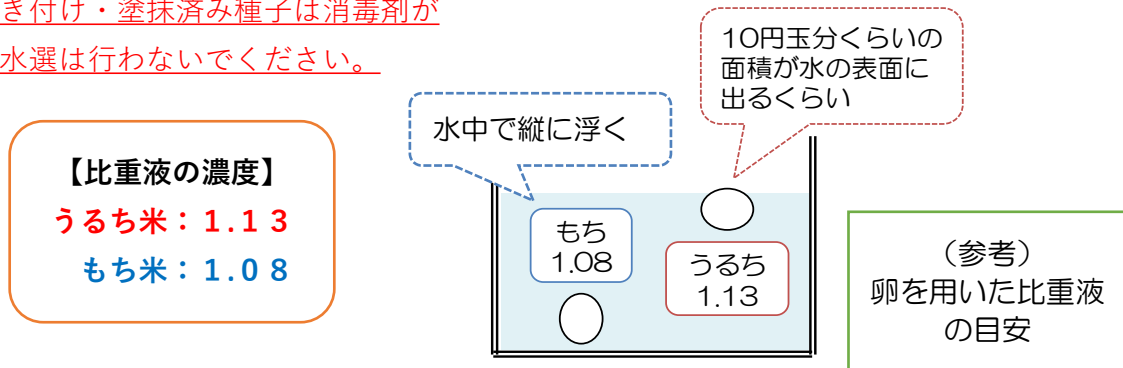 き付け・塗抹済み種子は消毒剤が
水選は行わないでください。
【比重液の濃度】
うるち米：１.１３
もち米：１.０８
水中で縦に浮く
10円玉分くらいの
面積が水の表面に
出るくらい
もち
1.08
うるち
1.13
（参考）
卵を用いた比重液
の目安